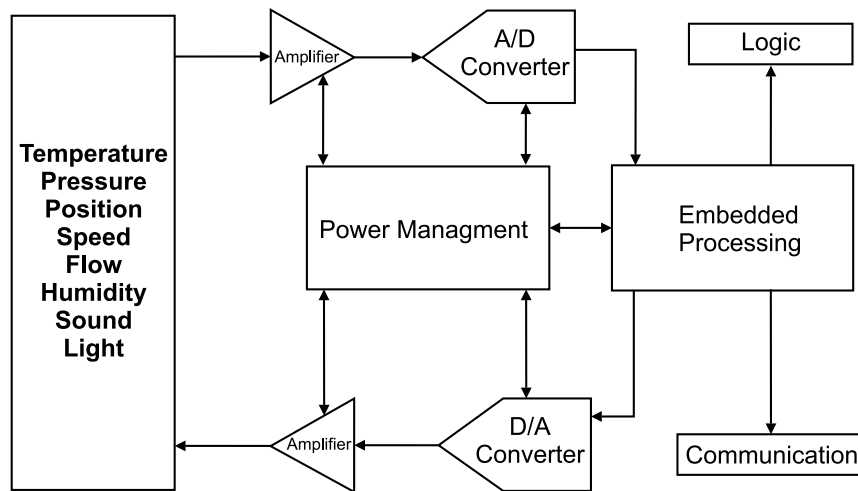 Temperature
Pressure
Position
Speed
Flow
Humidity
Sound
Light
Amplifier
A/D
Converter
Logic
Power Managment
Embedded
Processing
Amplifier
D/A
Converter
Communication